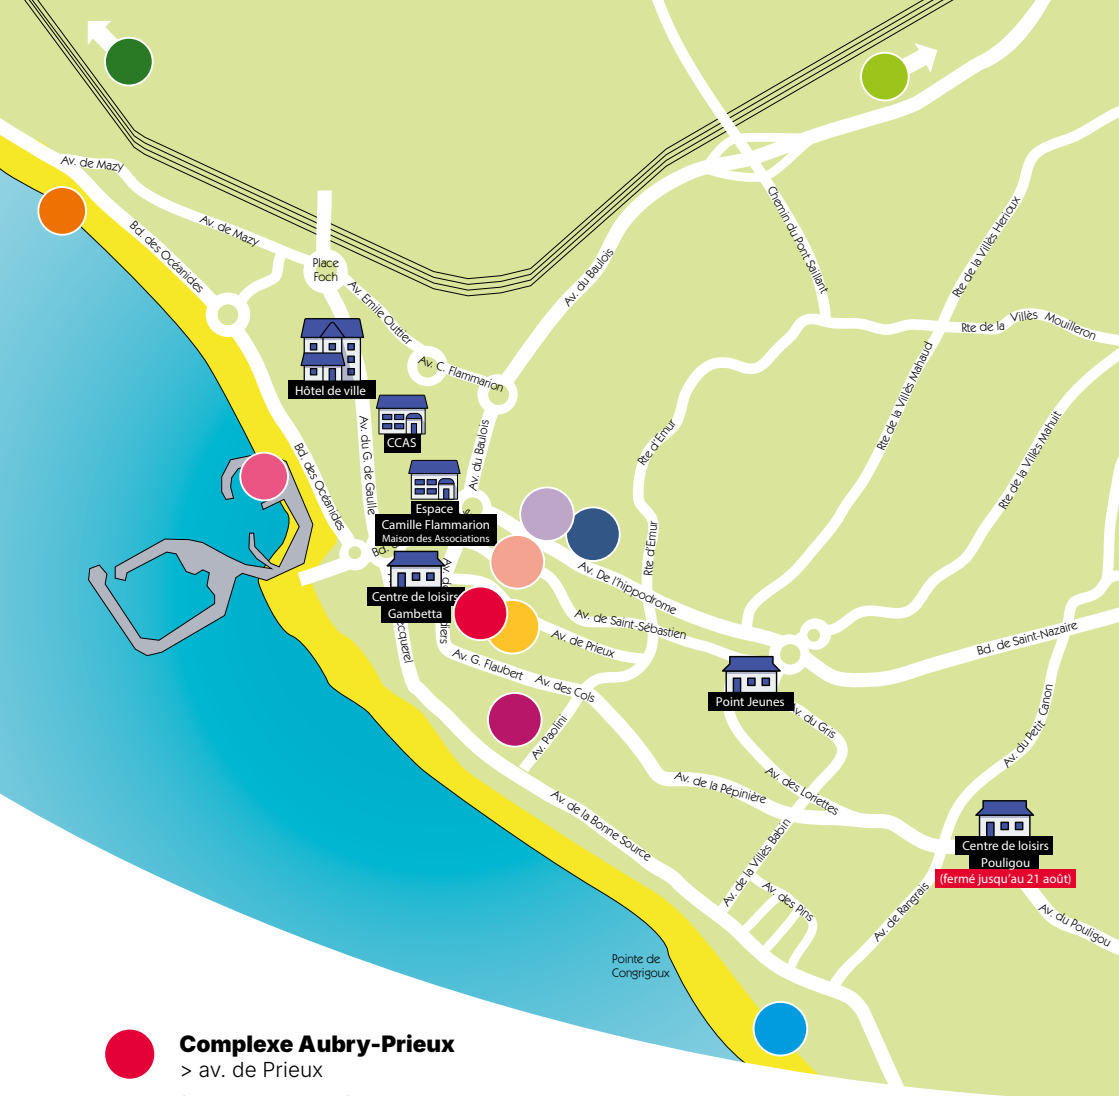 Av. de Mazy
Av. de Mazy
Bd. des Océanides
Place
Foch
Av. Emile Outtier
Av. C. Flammarion
Av. du Baulois
Chemin du Pont Saillant
Rte de la Villès Herioux
Rte de la Villès Mouilleron
Rte de la Villès Mahaud
Rte de la Villès Mahuit
Hôtel de ville
CCAS
Av. du G. de Gaulle
Av. du Baulois
Rte d'Emur
Bd. des Océanides
Espace
Camille Flammarion
Maison des Associations
Bd.
Rte d'Emur
Av. De l'hippodrome
Centre de loisirs
Gambetta
Av. de Saint-Sébastien
Av. de Prieux
Bd. de Saint-Nazaire
Av. G. Flaubert
Av. des Cols
Point Jeunes
Av. Paolini
Av. du Gris
Av. du Petit Canon
Av. de la Pépinière
Av. des Loriettes
Av. de la Bonne Source
Av. de la Villès Babin
Centre de loisirs
Pouligou
(fermé jusqu'au 21 août)
Av. des Pins
Av. de Rangrais
Av. du Pouligou
Pointe de
Congrigoux
Complexe Aubry-Prieux
> av. de Prieux